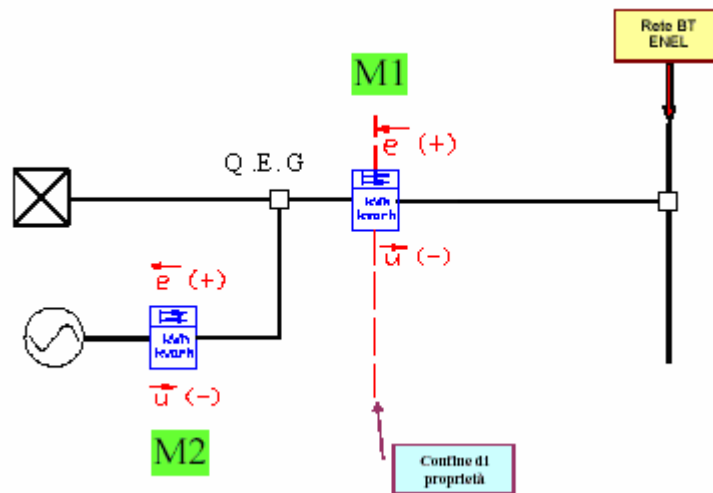 Rete BT
ENEL
M1
e (+)
Q.E.G
kWh
kvarh
u (-)
e (+)
kWh
kvarh
u (-)
M2
Confine di
proprietà